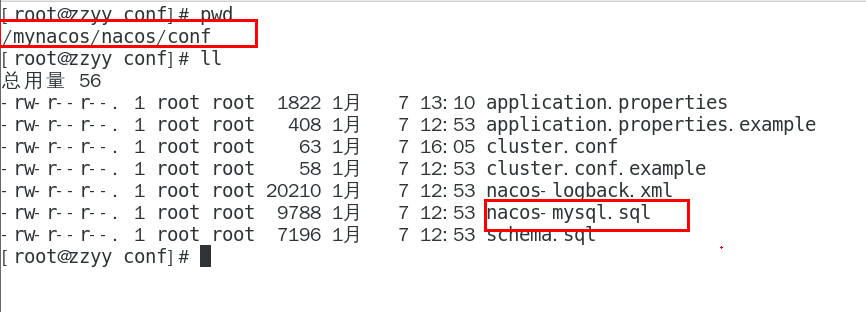 [root@zzyy conf]# pwd
/mynacos/nacos/conf
[root@zzyy conf]# ll
总用量 56
-rw-r--r--. 1 root root  1822 1月   7 13:10 application.properties
-rw-r--r--. 1 root root   408 1月   7 12:53 application.properties.example
-rw-r--r--. 1 root root    63 1月   7 16:05 cluster.conf
-rw-r--r--. 1 root root    58 1月   7 12:53 cluster.conf.example
-rw-r--r--. 1 root root 20210 1月   7 12:53 nacos-logback.xml
-rw-r--r--. 1 root root  9788 1月   7 12:53 nacos-mysql.sql
-rw-r--r--. 1 root root  7196 1月   7 12:53 schema.sql
[root@zzyy conf]#